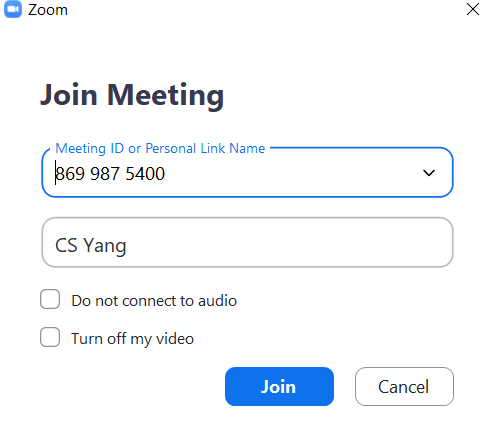 Zoom
Join Meeting
Meeting ID or Personal Link Name
869 987 5400
CS Yang
Do not connect to audio
Turn off my video
Join Cancel